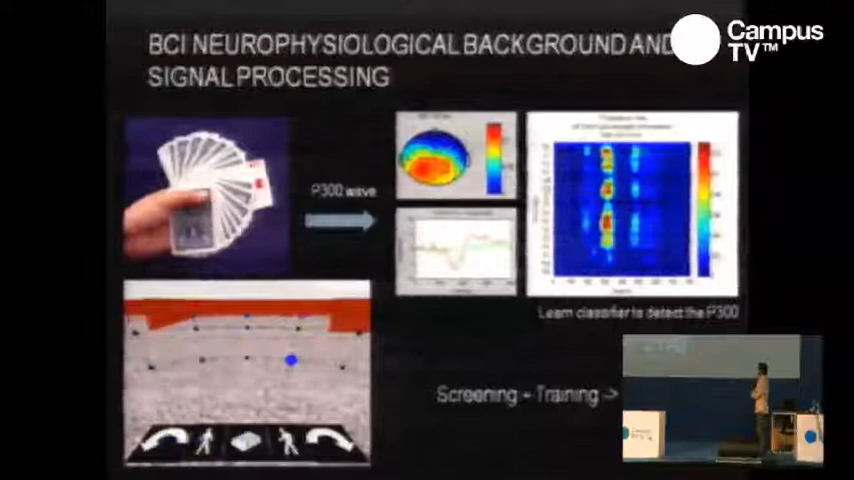 BCI NEUROPHYSIOLOGICAL BACKGROUND AND
SIGNAL PROCESSING
Campus
TV™
P300 wave
Learn classifier to detect the P300
Screening - Training ->